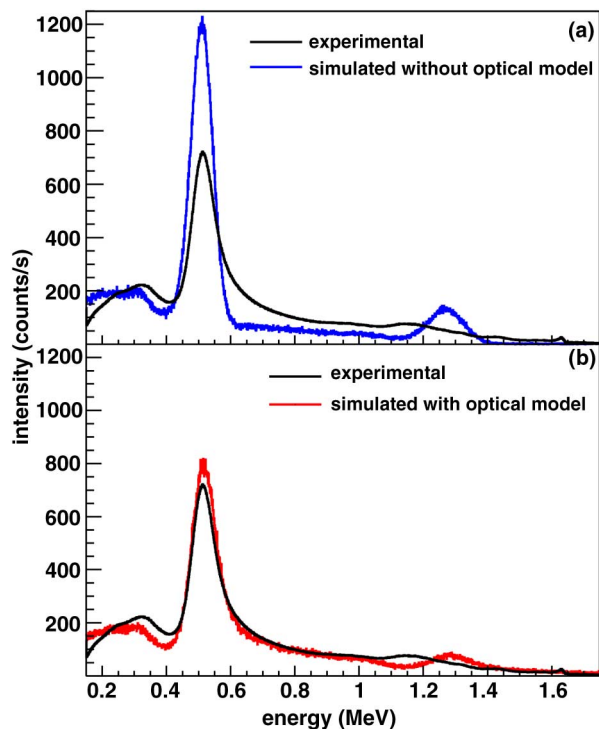 (a)
experimental
simulated without optical model
1200
1000
800
600
400
200
(b)
experimental
simulated with optical model
1200
1000
800
600
400
200
intensity (counts/s)
0.2 0.4 0.6 0.8 1 1.2 1.4 1.6
energy (MeV)